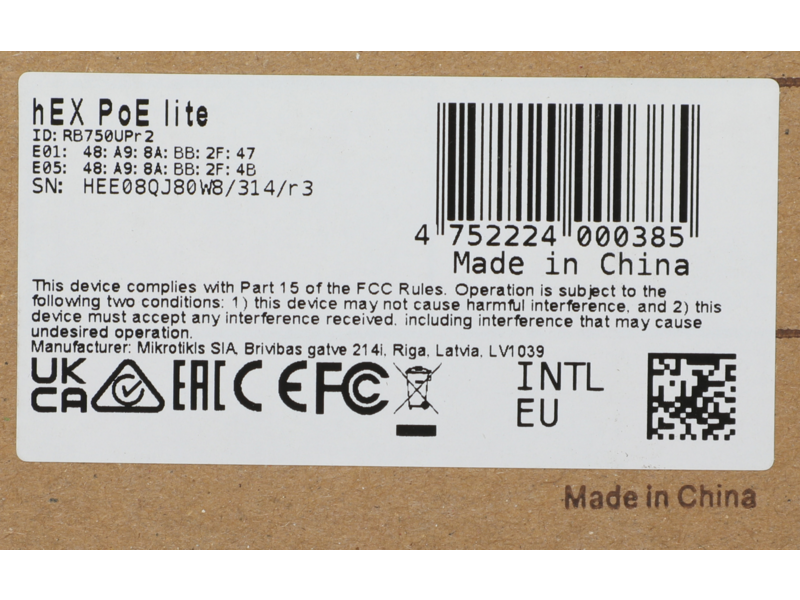 hEX PoE lite
ID: RB750UPr2
E01: 48: A9: 8A: BB: 2F: 47
E05: 48: A9: 8A: BB: 2F: 4B
SN: HEE08QJ80W8/314/r3
4 752224 000385
Made in China
This device complies with Part 15 of the FCC Rules. Operation is subject to the
following two conditions: 1) this device may not cause harmful interference, and 2) this
device must accept any interference received, including interference that may cause
undesired operation.
Manufacturer: Mikrotikls SIA, Brivibas gatve 214i, Riga, Latvia, LV1039
UK CA EAC CE FC INTL
EU
Made in China